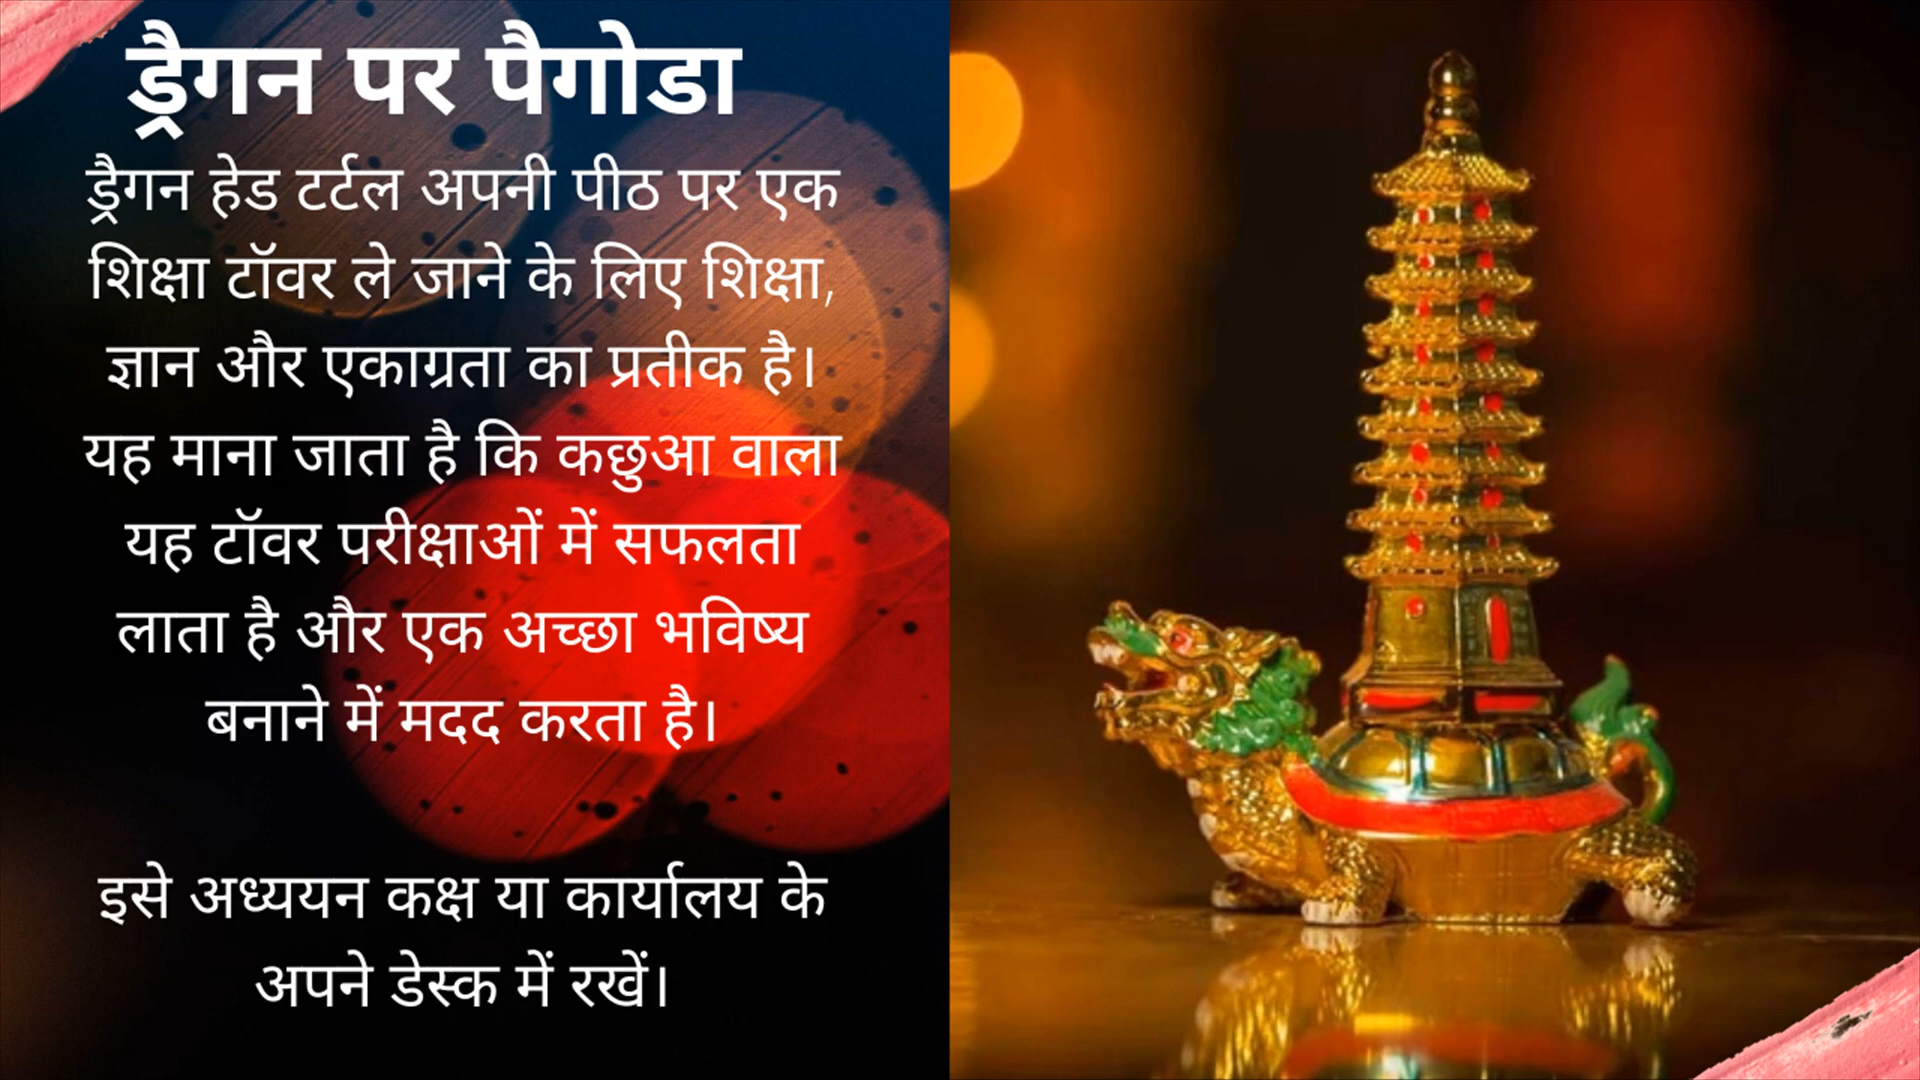 ड्रैगन पर पैगोडा
ड्रैगन हेड टर्टल अपनी पीठ पर एक
शिक्षा टॉवर ले जाने के लिए शिक्षा,
ज्ञान और एकाग्रता का प्रतीक है।
यह माना जाता है कि कछुआ वाला
यह टॉवर परीक्षाओं में सफलता
लाता है और एक अच्छा भविष्य
बनाने में मदद करता है।
इसे अध्ययन कक्ष या कार्यालय के
अपने डेस्क में रखें।